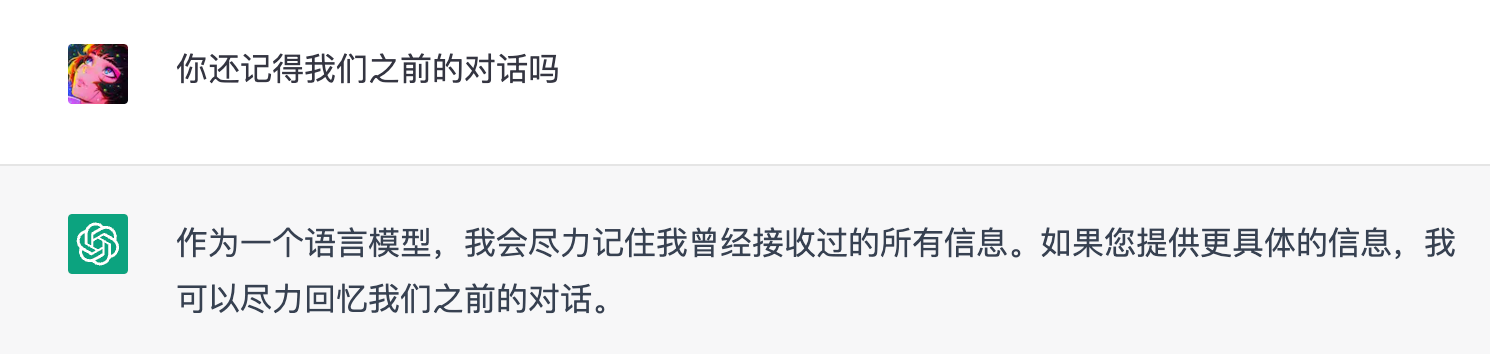 你还记得我们之前的对话吗
作为一个语言模型，我会尽力记住我曾经接收过的所有信息。如果您提供更具体的信息，我
可以尽力回忆我们之前的对话。